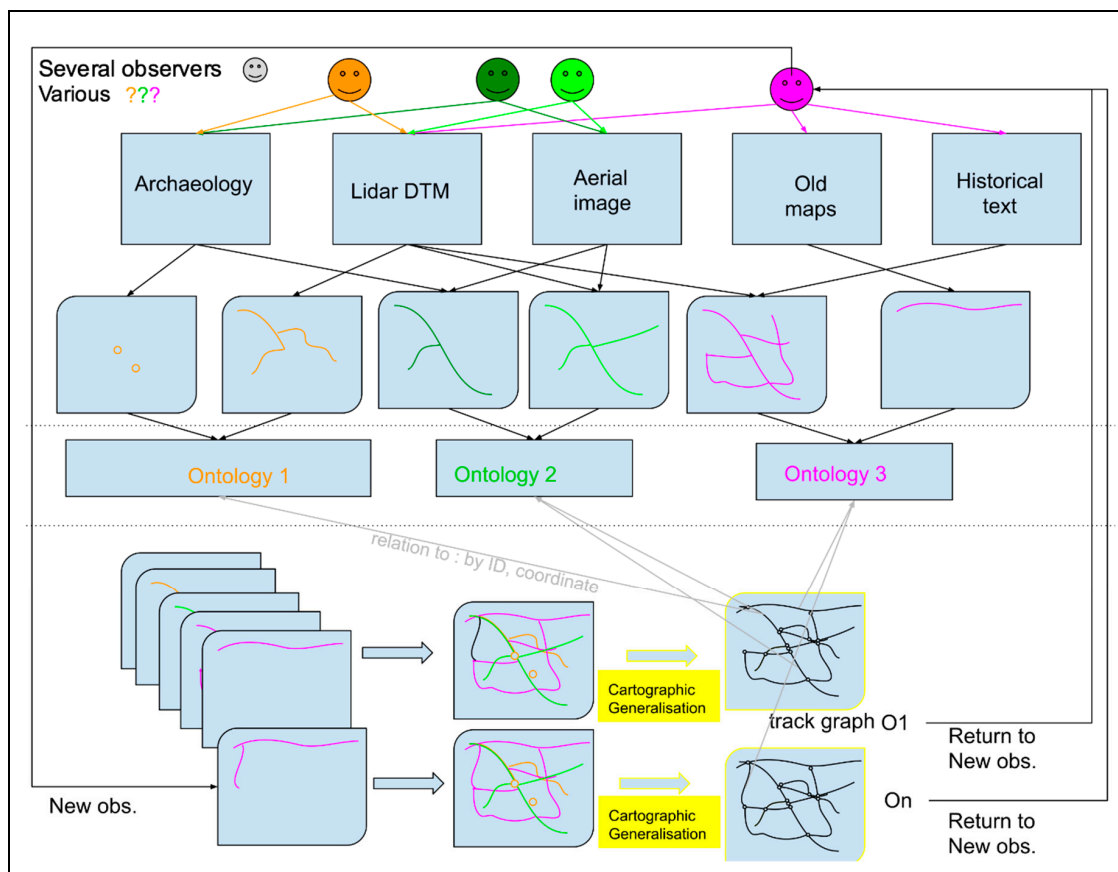 Several observers
Various ???
Archaeology
Lidar DTM
Aerial
image
Old
maps
Historical
text
Ontology 1
Ontology 2
Ontology 3
relation to : by ID, coordinate
Cartographic
Generalisation
track graph O1
Return to
New obs.
New obs.
Cartographic
Generalisation
On
Return to
New obs.